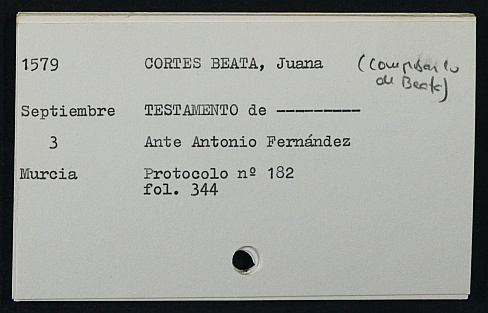 1579 CORTES BEATA, Juana (Comprobarlo
de Beata)
Septiembre TESTAMENTO de ---------
3 Ante Antonio Fernández
Murcia Protocolo nº 182
fol. 344